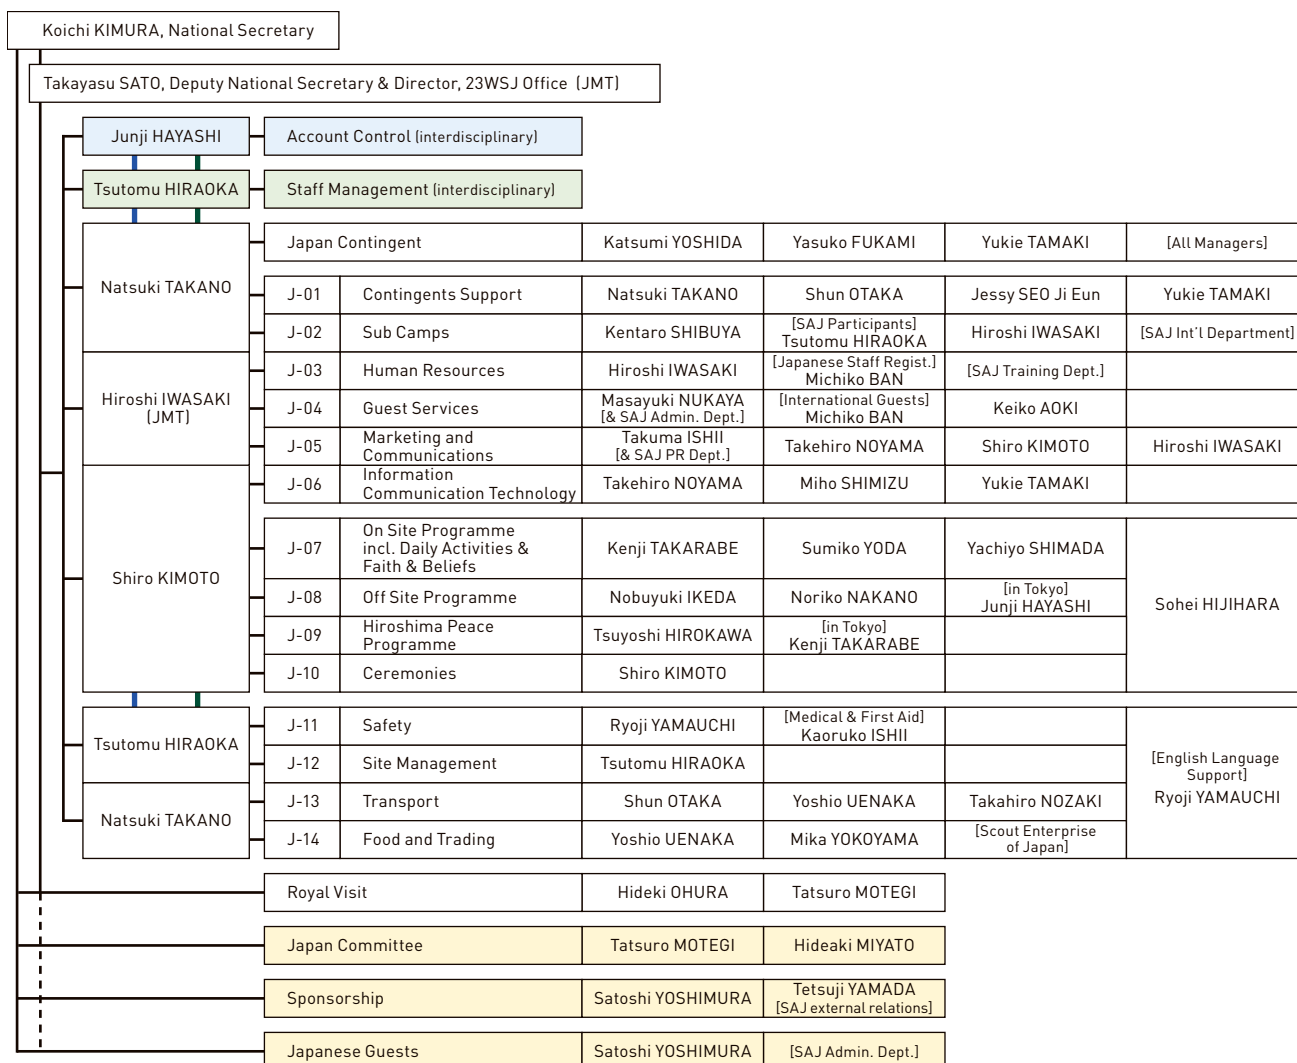 Koichi KIMURA, National Secretary
Takayasu SATO, Deputy National Secretary & Director, 23WSJ Office (JMT)
Junji HAYASHI Account Control (interdisciplinary)
Tsutomu HIRAOKA Staff Management (interdisciplinary)
Natsuki TAKANO
Japan Contingent Katsumi YOSHIDA Yasuko FUKAMI Yukie TAMAKI [All Managers]
J-01 Contingents Support Natsuki TAKANO Shun OTAKA Jessy SEO Ji Eun Yukie TAMAKI
J-02 Sub Camps Kentaro SHIBUYA [SAJ Participants] Hiroshi IWASAKI [SAJ Int'l Department]
Tsutomu HIRAOKA
Hiroshi IWASAKI
(JMT)
J-03 Human Resources Hiroshi IWASAKI [Japanese Staff Regist.] [SAJ Training Dept.]
Michiko BAN
J-04 Guest Services Masayuki NUKAYA [International Guests] Keiko AOKI
[& SAJ Admin. Dept.] Michiko BAN
J-05 Marketing and Takuma ISHII Takehiro NOYAMA Shiro KIMOTO Hiroshi IWASAKI
Communications [& SAJ PR Dept.]
Shiro KIMOTO
J-06 Information Takehiro NOYAMA Miho SHIMIZU Yukie TAMAKI
Communication Technology
J-07 On Site Programme Kenji TAKARABE Sumiko YODA Yachiyo SHIMADA
incl. Daily Activities &
Faith & Beliefs
J-08 Off Site Programme Nobuyuki IKEDA Noriko NAKANO [in Tokyo] Sohei HIJIHARA
Junji HAYASHI
J-09 Hiroshima Peace Tsuyoshi HIROKAWA [in Tokyo]
Programme Kenji TAKARABE
J-10 Ceremonies Shiro KIMOTO
Tsutomu HIRAOKA
J-11 Safety Ryoji YAMAUCHI [Medical & First Aid]
Kaoruko ISHII
J-12 Site Management Tsutomu HIRAOKA [English Language
Support]
Ryoji YAMAUCHI
Natsuki TAKANO
J-13 Transport Shun OTAKA Yoshio UENAKA Takahiro NOZAKI
J-14 Food and Trading Yoshio UENAKA Mika YOKOYAMA [Scout Enterprise
of Japan]
Royal Visit Hideki OHURA Tatsuro MOTEGI
Japan Committee Tatsuro MOTEGI Hideaki MIYATO
Sponsorship Satoshi YOSHIMURA Tetsuji YAMADA
[SAJ external relations]
Japanese Guests Satoshi YOSHIMURA [SAJ Admin. Dept.]